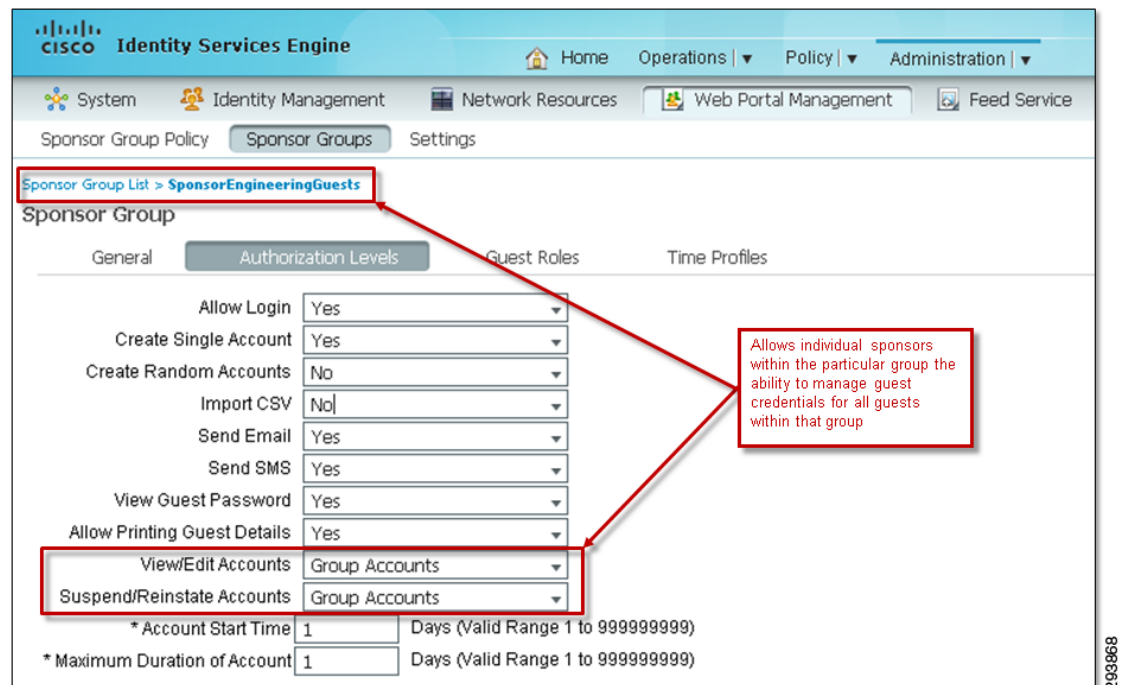 CISCO Identity Services Engine
Home Operations | ▼ Policy | ▼ Administration | ▼
System Identity Management Network Resources Web Portal Management Feed Service
Sponsor Group Policy Sponsor Groups Settings
Sponsor Group List > SponsorEngineeringGuests
Sponsor Group
General Authorization Levels Guest Roles Time Profiles
Allow Login Yes
Create Single Account Yes
Create Random Accounts No
Import CSV No
Send Email Yes
Send SMS Yes
View Guest Password Yes
Allow Printing Guest Details Yes
View/Edit Accounts Group Accounts
Suspend/Reinstate Accounts Group Accounts
* Account Start Time 1 Days (Valid Range 1 to 999999999)
* Maximum Duration of Account 1 Days (Valid Range 1 to 999999999)
Allows individual sponsors
within the particular group the
ability to manage guest
credentials for all guests
within that group
293868